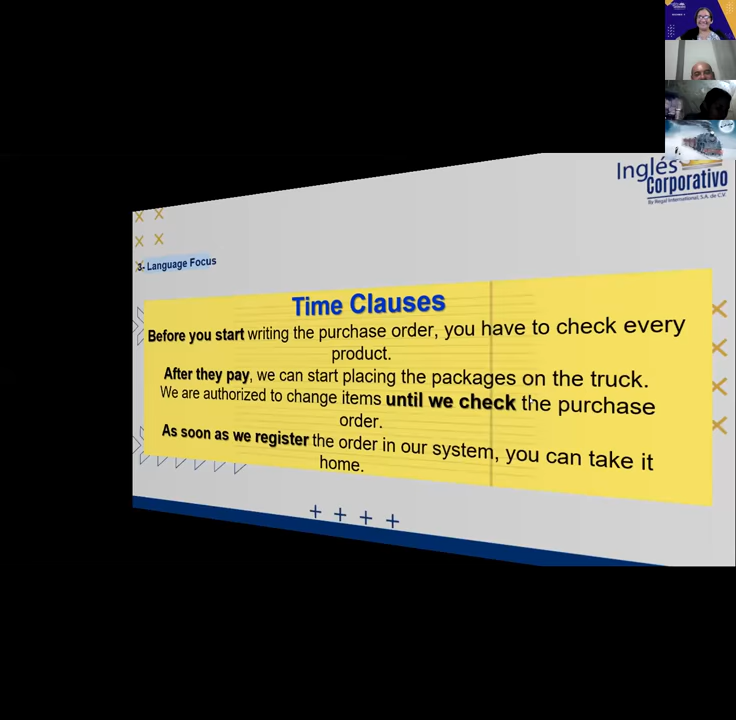 Inglés
Corporativo
By Regal International, S.A. de C.V.
3- Language Focus
Time Clauses
Before you start writing the purchase order, you have to check every
product.
After they pay, we can start placing the packages on the truck.
We are authorized to change items until we check the purchase
order.
As soon as we register the order in our system, you can take it
home.